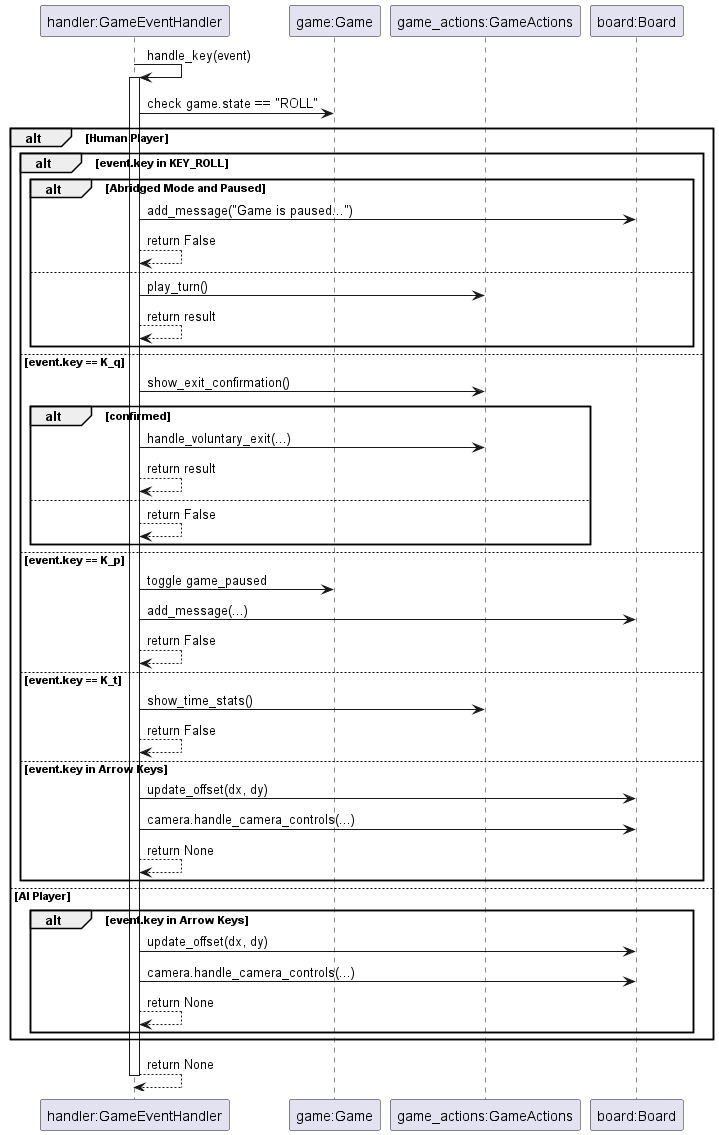 handler:GameEventHandler game:Game game_actions:GameActions board:Board
handle_key(event)
check game.state == "ROLL"
alt [Human Player]
alt [event.key in KEY_ROLL]
alt [Abridged Mode and Paused]
add_message("Game is paused...")
return False
play_turn()
return result
[event.key == K_q]
show_exit_confirmation()
alt [confirmed]
handle_voluntary_exit(...)
return result
return False
[event.key == K_p]
toggle game_paused
add_message(...)
return False
[event.key == K_t]
show_time_stats()
return False
[event.key in Arrow Keys]
update_offset(dx, dy)
camera.handle_camera_controls(...)
return None
[AI Player]
alt [event.key in Arrow Keys]
update_offset(dx, dy)
camera.handle_camera_controls(...)
return None
return None
handler:GameEventHandler game:Game game_actions:GameActions board:Board